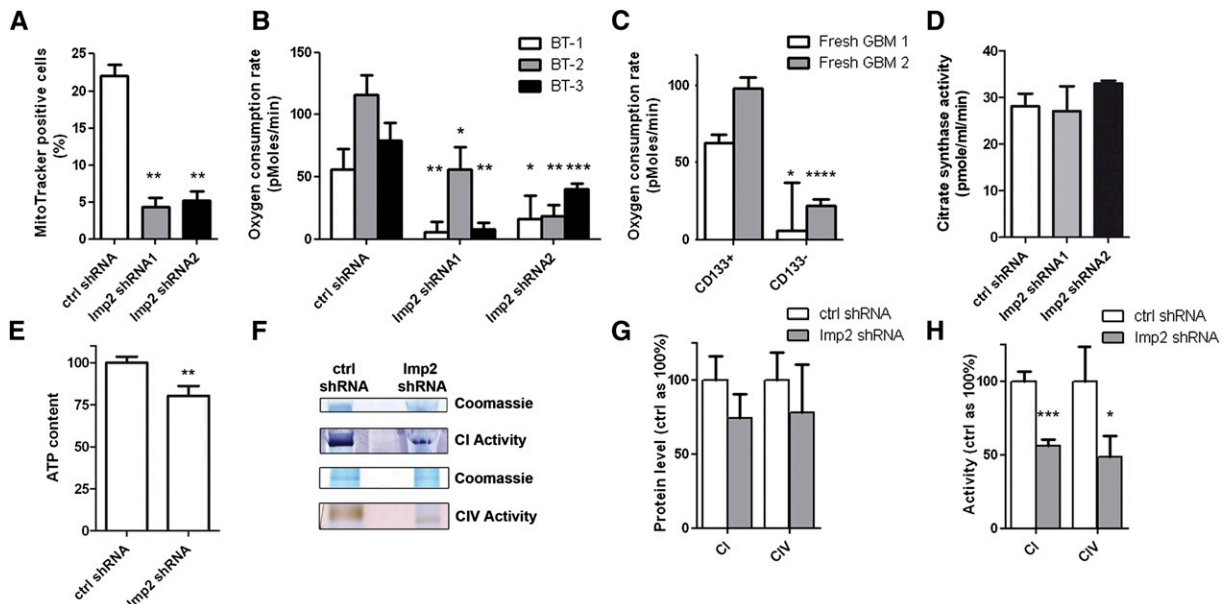 A
MitoTracker positive cells
(%)
25
20
15
10
5
0
**
**
ctrl shRNA
Imp2 shRNA1
Imp2 shRNA2
B
Oxygen consumption rate
(pMoles/min)
150
100
50
0
BT-1
BT-2
BT-3
**
*
**
*
**
***
ctrl shRNA
Imp2 shRNA1
Imp2 shRNA2
C
Oxygen consumption rate
(pMoles/min)
100
50
0
Fresh GBM 1
Fresh GBM 2
*
****
CD133+
CD133-
D
Citrate synthase activity
(pmole/ml/min)
40
30
20
10
0
ctrl shRNA
Imp2 shRNA1
Imp2 shRNA2
E
ATP content
125
100
75
50
25
0
**
ctrl shRNA
Imp2 shRNA
F
ctrl
shRNA
Imp2
shRNA
Coomassie
CI Activity
Coomassie
CIV Activity
G
ctrl shRNA
Imp2 shRNA
Protein level (ctrl as 100%)
100
50
0
CI
CIV
H
ctrl shRNA
Imp2 shRNA
Activity (ctrl as 100%)
100
50
0
***
*
CI
CIV